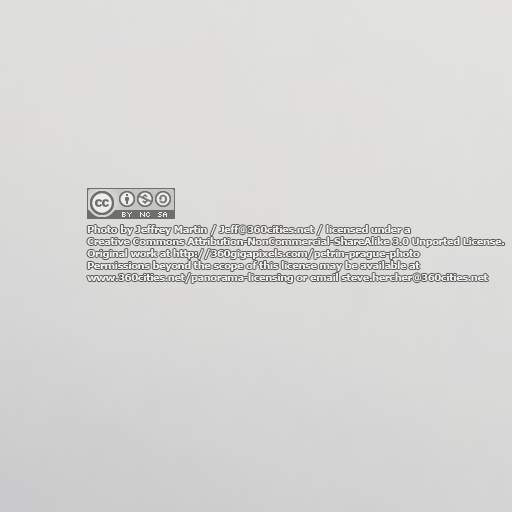 cc
BY NC SA
Photo by Jeffrey Martin / Jeff@360cities.net / licensed under a
Creative Commons Attribution-NonCommercial-ShareAlike 3.0 Unported License.
Original work at http://360gigapixels.com/petrin-prague-photo
Permissions beyond the scope of this license may be available at
www.360cities.net/panorama-licensing or email steve.hercher@360cities.net